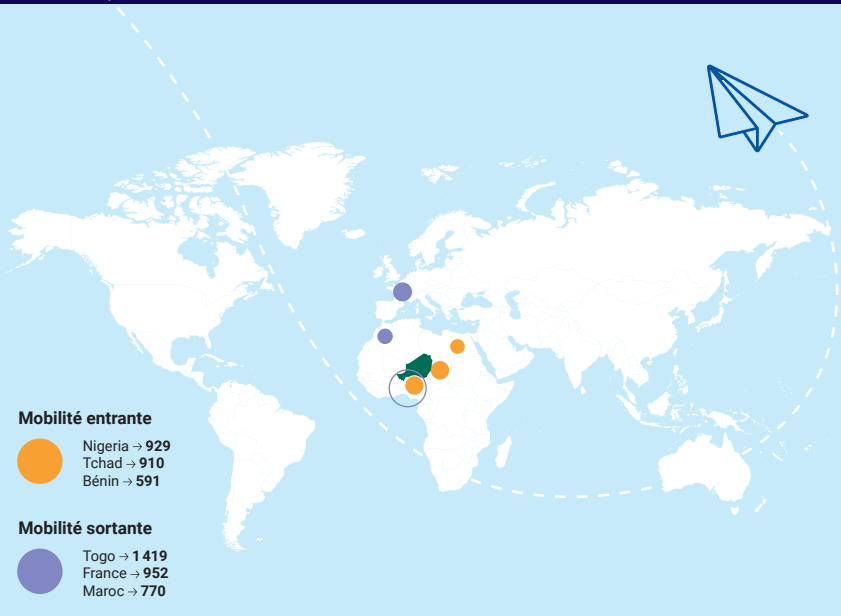 Mobilité entrante
Nigeria → 929
Tchad → 910
Bénin → 591
Mobilité sortante
Togo → 1 419
France → 952
Maroc → 770